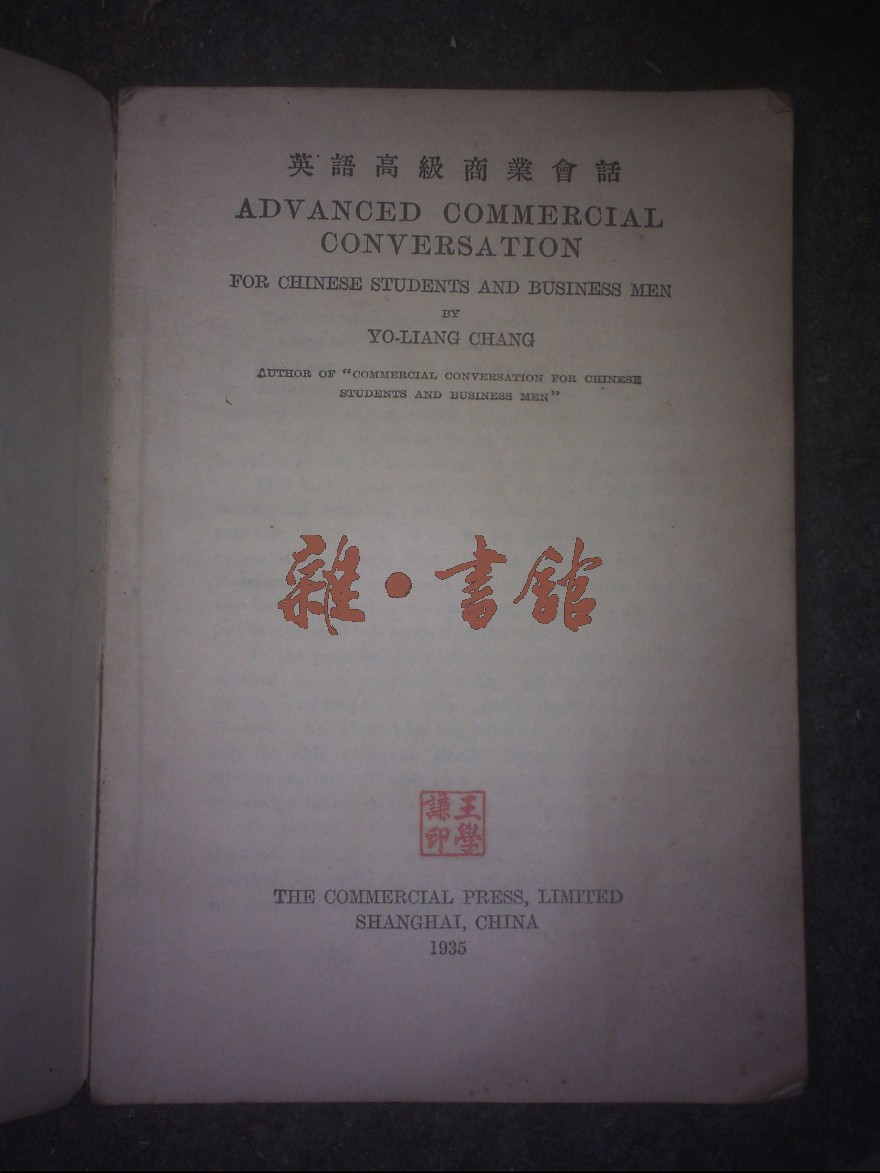 英語高級商業會話
ADVANCED COMMERCIAL
CONVERSATION
FOR CHINESE STUDENTS AND BUSINESS MEN
BY
YO-LIANG CHANG
AUTHOR OF "COMMERCIAL CONVERSATION FOR CHINESE
STUDENTS AND BUSINESS MEN"
雜·書館
王學
謙印
THE COMMERCIAL PRESS, LIMITED
SHANGHAI, CHINA
1935